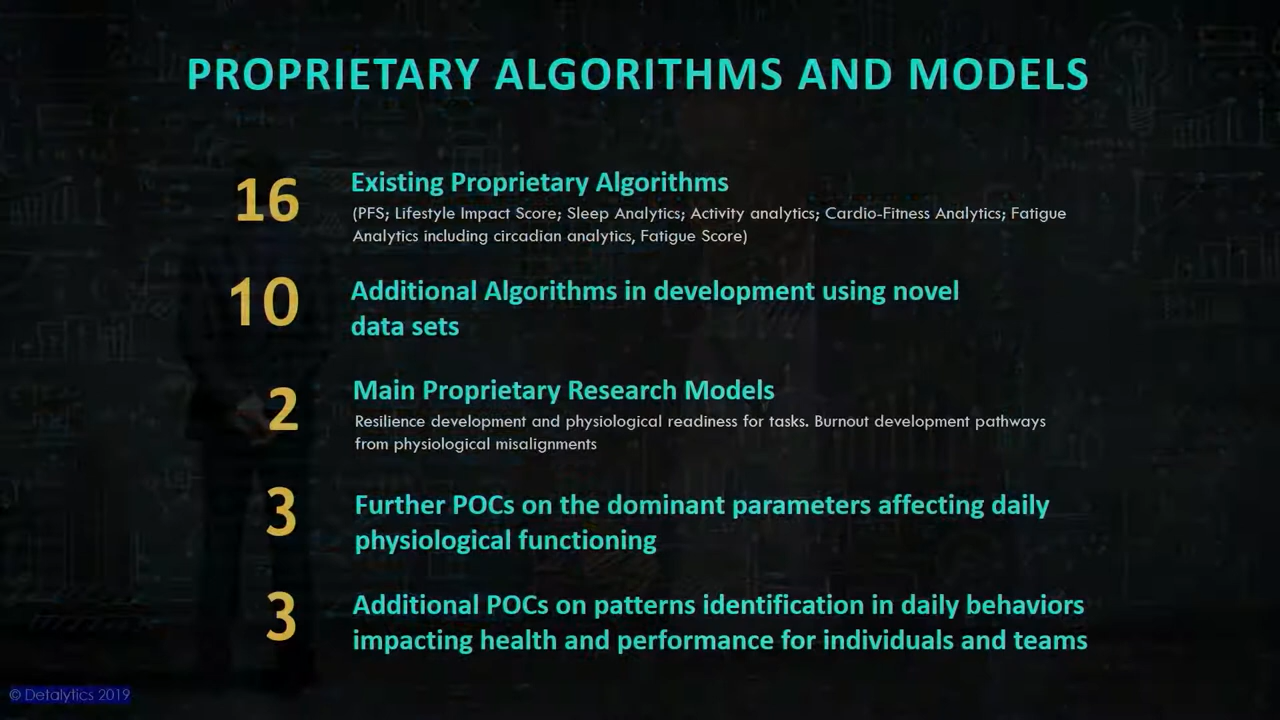 PROPRIETARY ALGORITHMS AND MODELS
16
Existing Proprietary Algorithms
(PFS; Lifestyle Impact Score; Sleep Analytics; Activity analytics; Cardio-Fitness Analytics; Fatigue
Analytics including circadian analytics, Fatigue Score)
10
Additional Algorithms in development using novel
data sets
2
Main Proprietary Research Models
Resilience development and physiological readiness for tasks. Burnout development pathways
from physiological misalignments
3
Further POCs on the dominant parameters affecting daily
physiological functioning
3
Additional POCs on patterns identification in daily behaviors
impacting health and performance for individuals and teams
© Detalytics 2019